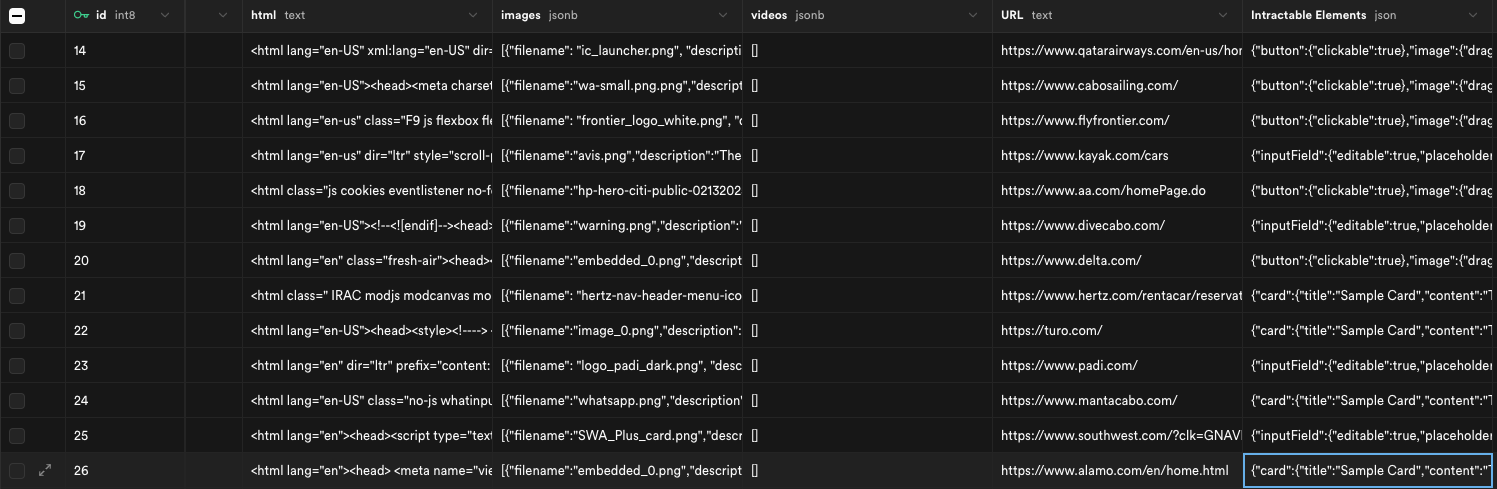 id int8 html text images jsonb videos jsonb URL text Intractable Elements json
14 <html lang="en-US" xml:lang="en-US" dir= [{"filename": "ic_launcher.png", "descripti [] https://www.qatarairways.com/en-us/hor {"button":{"clickable":true},"image":{"drag
15 <html lang="en-US"><head><meta charset [{"filename":"wa-small.png.png","descript [] https://www.cabosailing.com/ {"button":{"clickable":true},"image":{"drag
16 <html lang="en-us" class="F9 js flexbox fle [{"filename": "frontier_logo_white.png", "c [] https://www.flyfrontier.com/ {"button":{"clickable":true},"image":{"drag
17 <html lang="en-us" dir="ltr" style="scroll-p [{"filename":"avis.png","description":"The [] https://www.kayak.com/cars {"inputField":{"editable":true,"placeholder
18 <html class="js cookies eventlistener no-f [{"filename":"hp-hero-citi-public-0213202 [] https://www.aa.com/homePage.do {"button":{"clickable":true},"image":{"drag
19 <html lang="en-US"><!--<![endif]--><head> [{"filename":"warning.png","description":" [] https://www.divecabo.com/ {"inputField":{"editable":true,"placeholder
20 <html lang="en" class="fresh-air"><head>< [{"filename":"embedded_0.png","descript [] https://www.delta.com/ {"button":{"clickable":true},"image":{"drag
21 <html class=" IRAC modjs modcanvas mo [{"filename": "hertz-nav-header-menu-ico [] https://www.hertz.com/rentacar/reservat {"card":{"title":"Sample Card","content":"T
22 <html lang="en-US"><head><style><!----> [{"filename":"image_0.png","description": [] https://turo.com/ {"card":{"title":"Sample Card","content":"T
23 <html lang="en" dir="ltr" prefix="content: [{"filename": "logo_padi_dark.png", "desc [] https://www.padi.com/ {"inputField":{"editable":true,"placeholder
24 <html lang="en-US" class="no-js whatinpu [{"filename":"whatsapp.png","description" [] https://www.mantacabo.com/ {"card":{"title":"Sample Card","content":"T
25 <html lang="en"><head><script type="text [{"filename":"SWA_Plus_card.png","descr [] https://www.southwest.com/?clk=GNAVI {"inputField":{"editable":true,"placeholder
26 <html lang="en"><head> <meta name="vie [{"filename":"embedded_0.png","descript [] https://www.alamo.com/en/home.html {"card":{"title":"Sample Card","content":"T